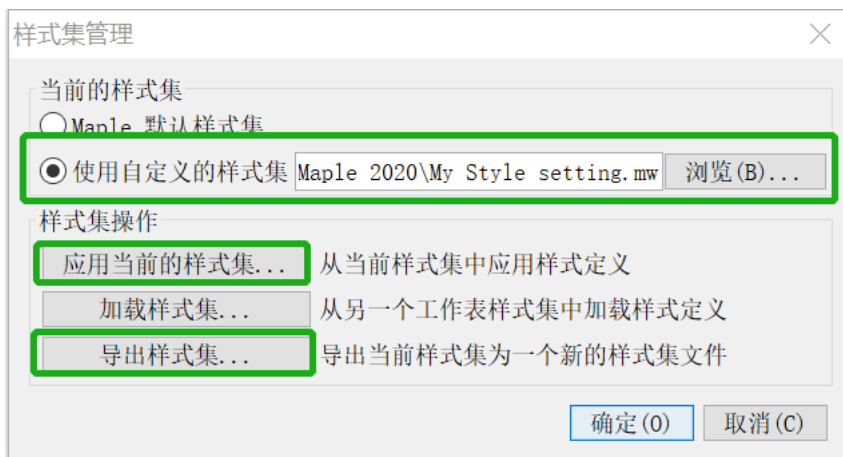 样式集管理
当前的样式集
Maple 默认样式集
使用自定义的样式集 Maple 2020\My Style setting.mw 浏览(B)...
样式集操作
应用当前的样式集... 从当前样式集中应用样式定义
加载样式集... 从另一个工作表样式集中加载样式定义
导出样式集... 导出当前样式集为一个新的样式集文件
确定(O) 取消(C)